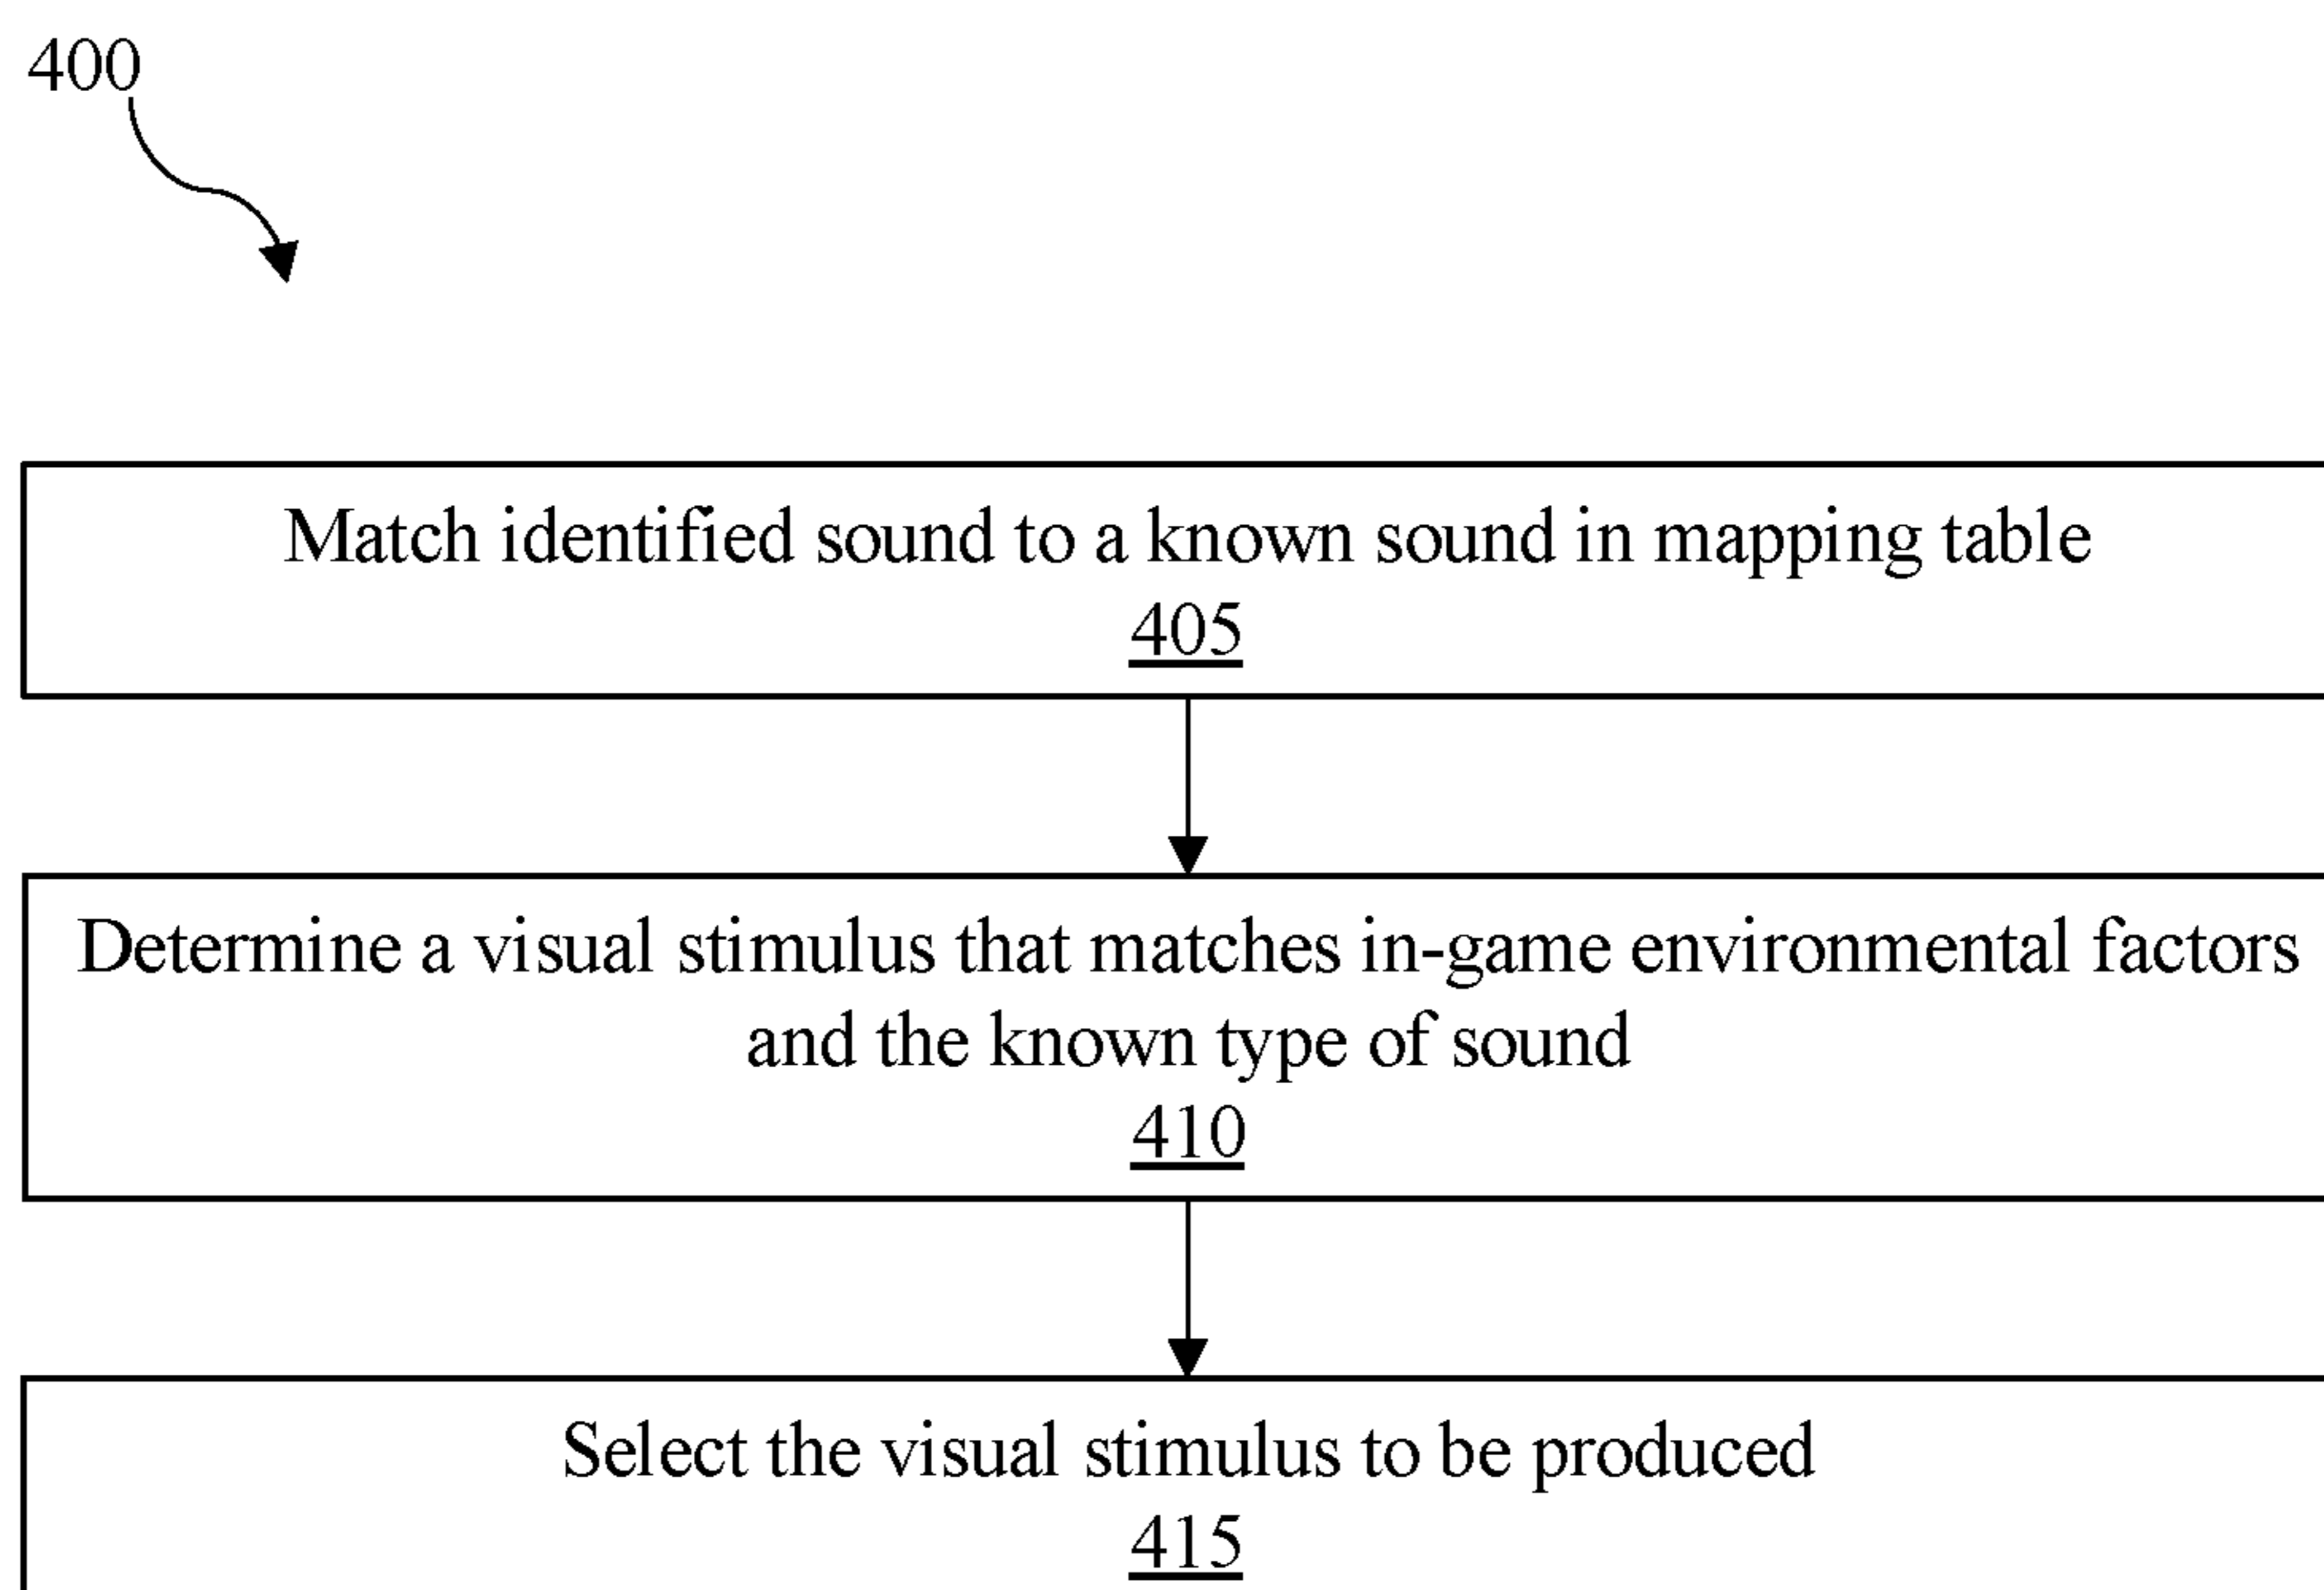 400
Match identified sound to a known sound in mapping table
405
Determine a visual stimulus that matches in-game environmental factors
and the known type of sound
410
Select the visual stimulus to be produced
415